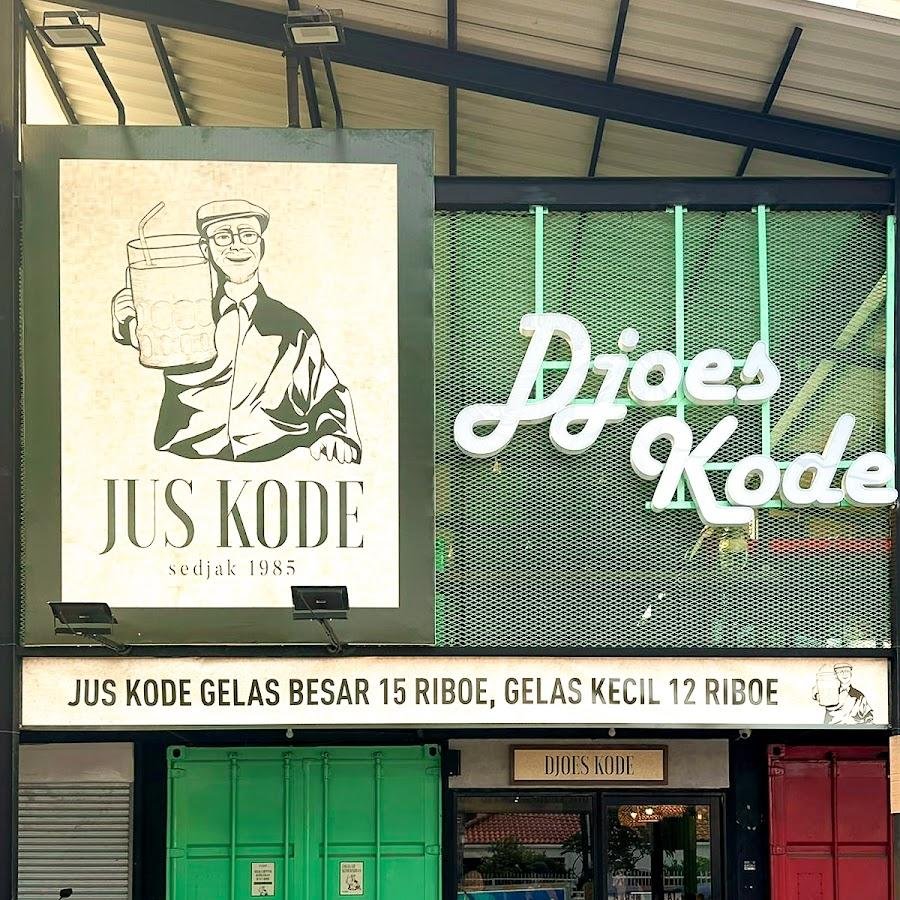 JUS KODE
sedjak 1985
Djoes
Kode
JUS KODE GELAS BESAR 15 RIBOE, GELAS KECIL 12 RIBOE
DJOES KODE